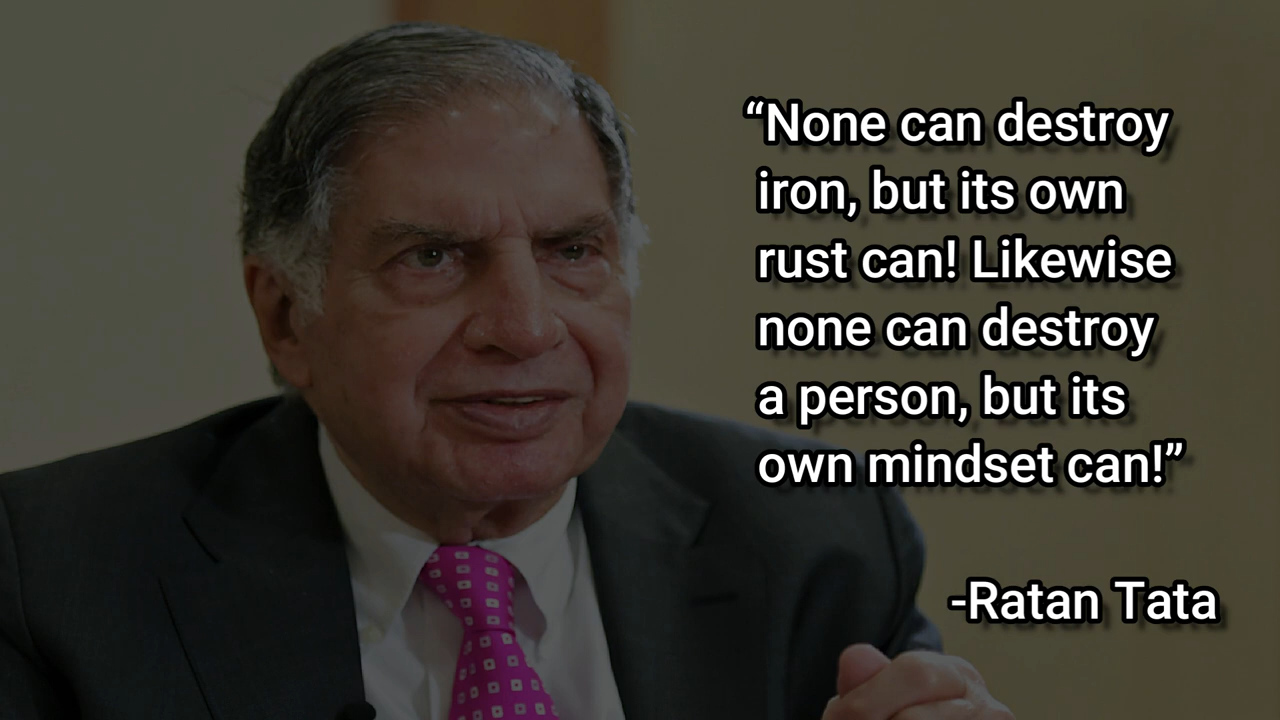 “None can destroy
iron, but its own
rust can! Likewise
none can destroy
a person, but its
own mindset can!”
-Ratan Tata